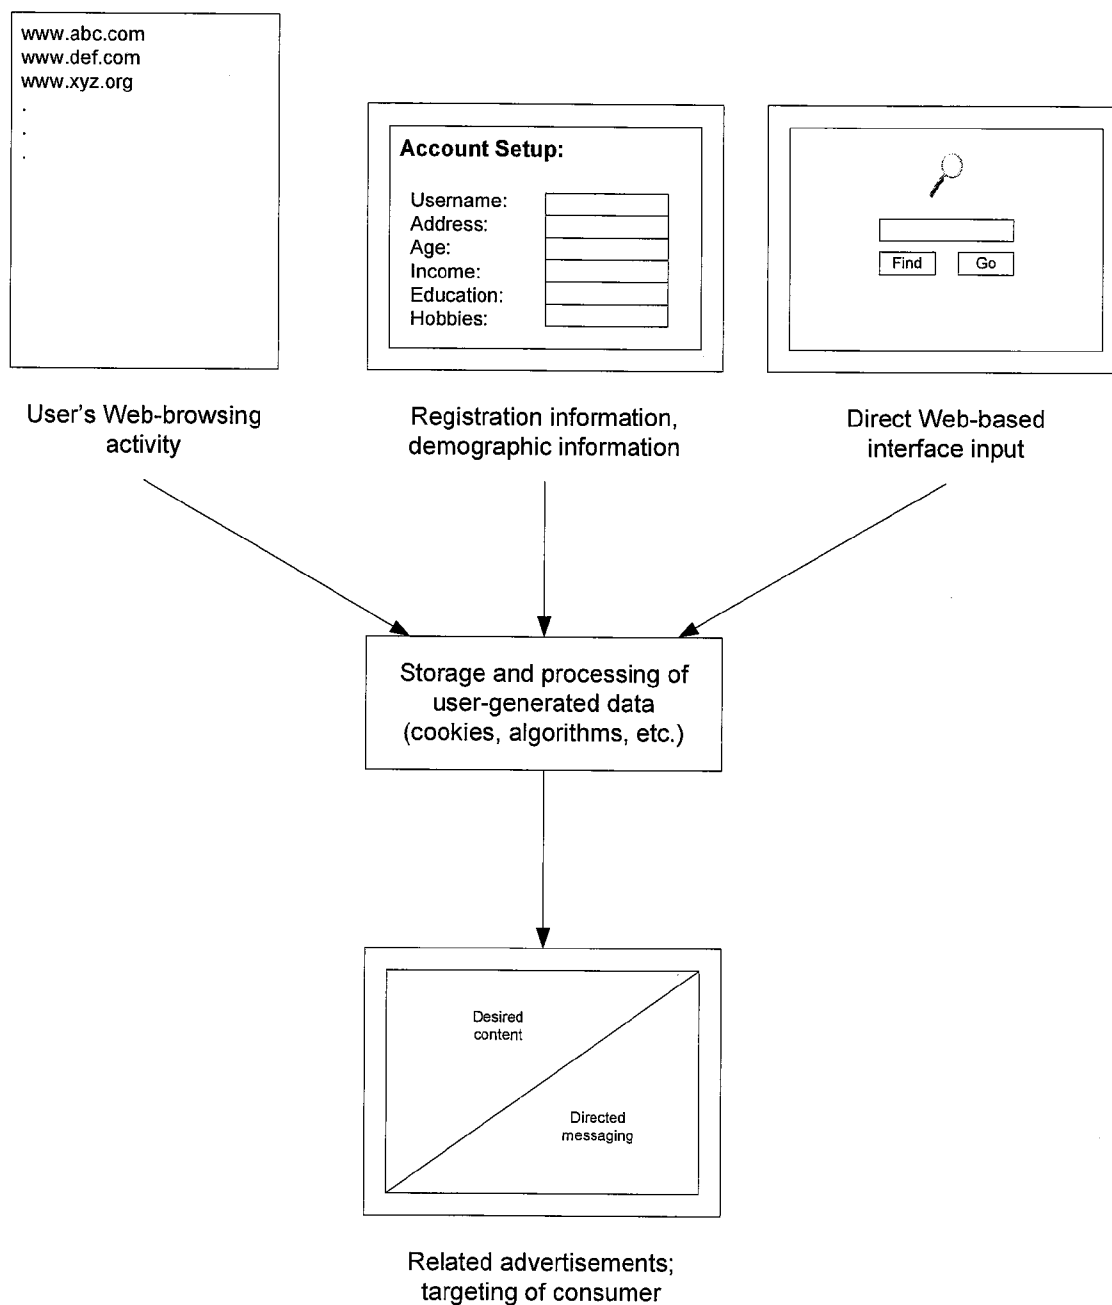 www.abc.com
www.def.com
www.xyz.org
.
.
.
User's Web-browsing
activity
Account Setup:
Username:
Address:
Age:
Income:
Education:
Hobbies:
Registration information,
demographic information
Find
Go
Direct Web-based
interface input
Storage and processing of
user-generated data
(cookies, algorithms, etc.)
Desired
content
Directed
messaging
Related advertisements;
targeting of consumer